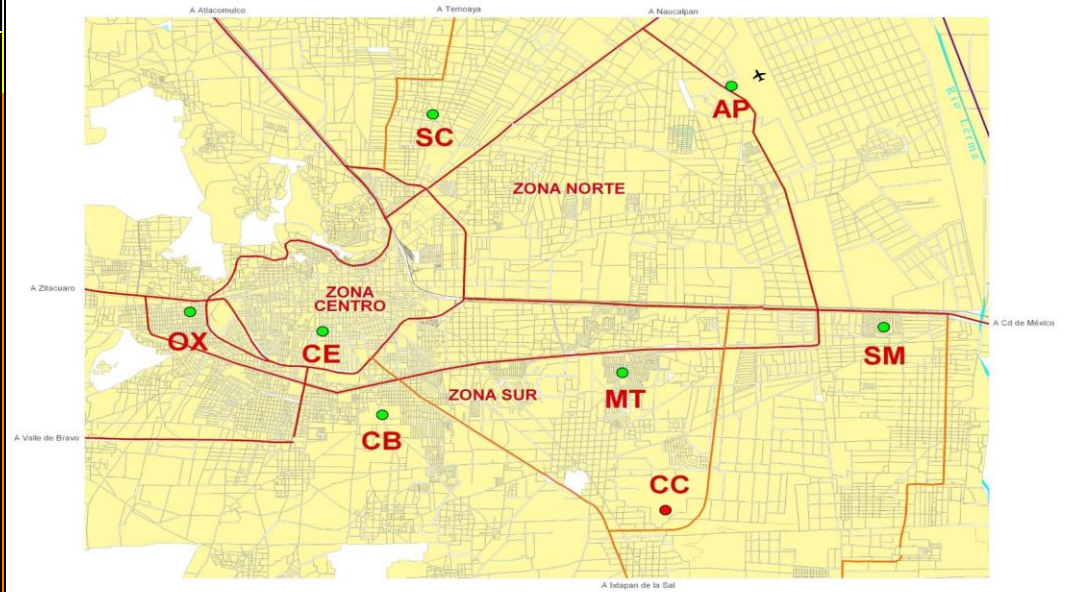 A Atlacomulco
A Temoaya
A Naucalpan
AP
SC
Río Lerma
ZONA NORTE
A Zitacuaro
ZONA
CENTRO
OX
CE
A Cd de México
SM
ZONA SUR
MT
CB
A Valle de Bravo
CC
A Ixtapan de la Sal